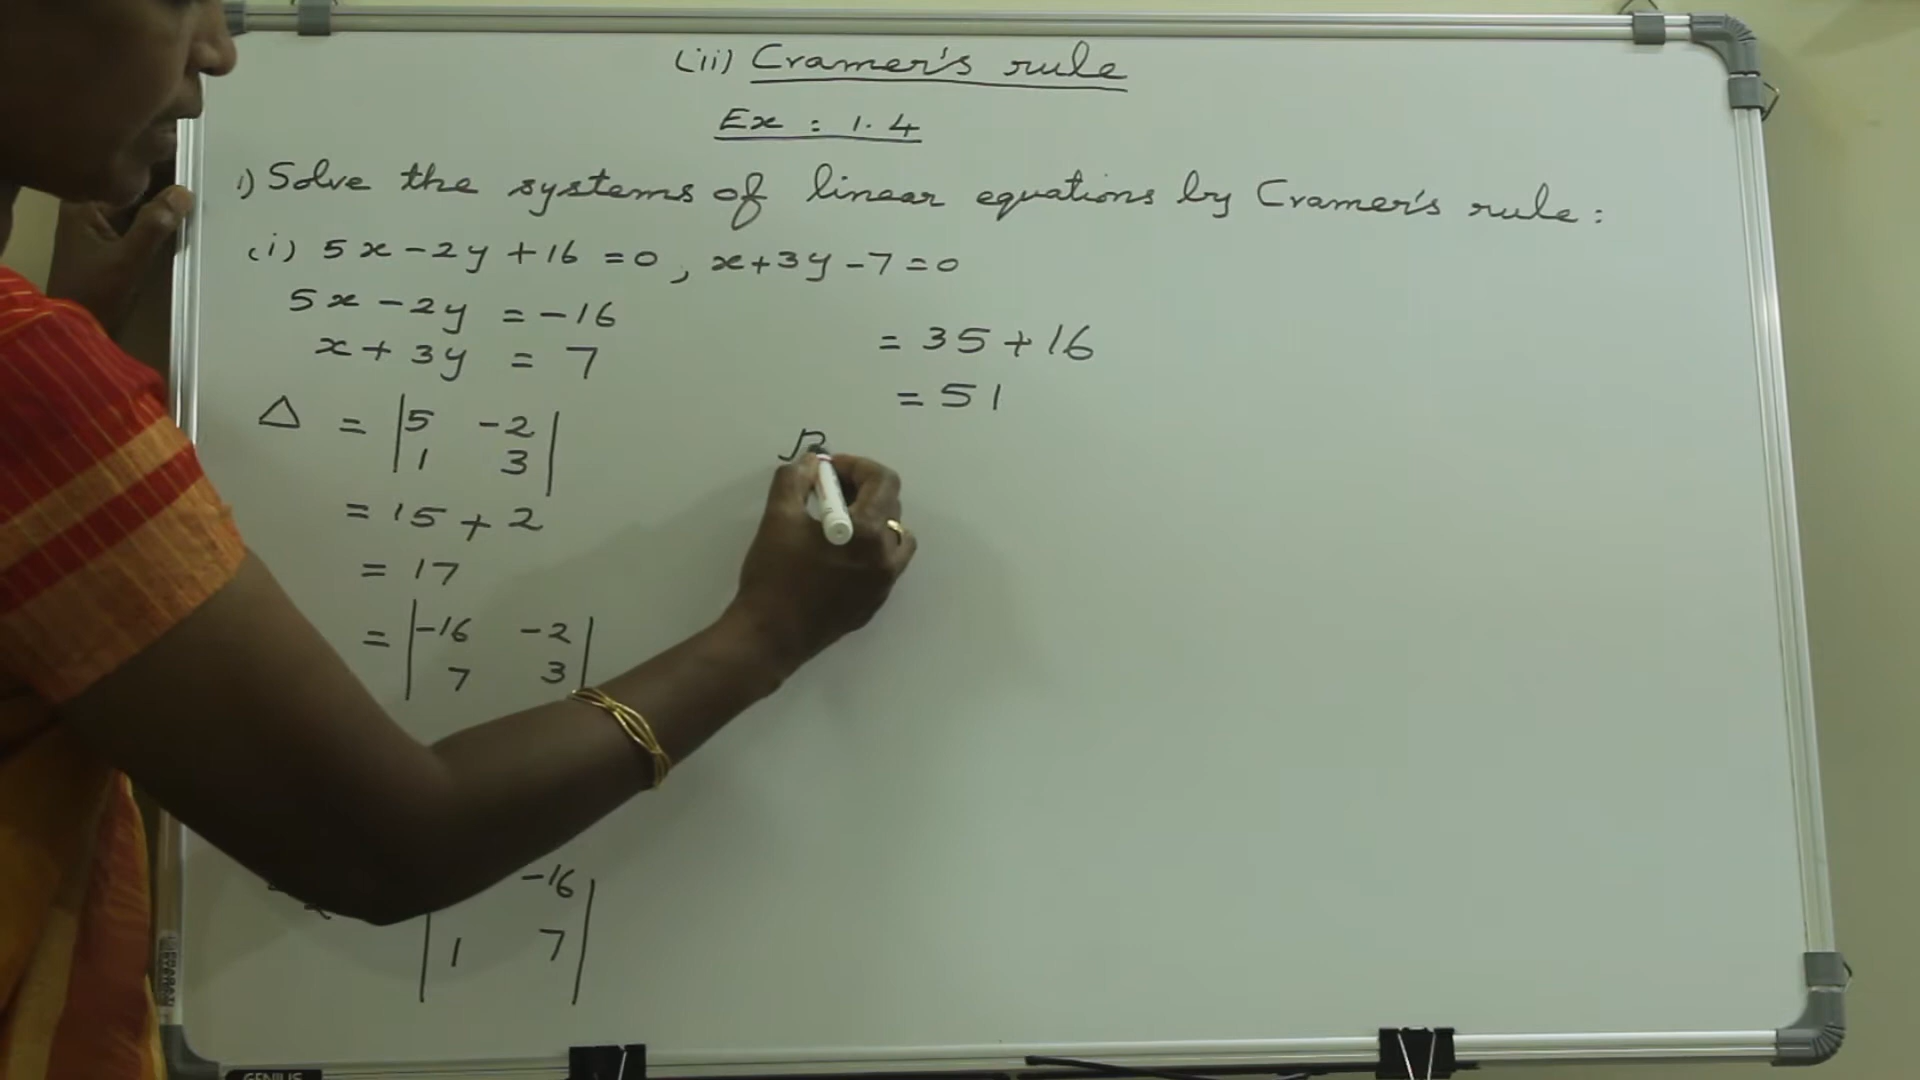 (iii) Cramer's rule
Ex : 1.4
1) Solve the systems of linear equations by Cramer's rule :
(i) 5x - 2y + 16 = 0, x + 3y - 7 = 0
5x - 2y = -16
x + 3y = 7
Δ = |5 -2|
|1 3|
= 15 + 2
= 17
= |-16 -2|
|7 3|
-16|
|1 7|
= 35 + 16
= 51
GENIUS